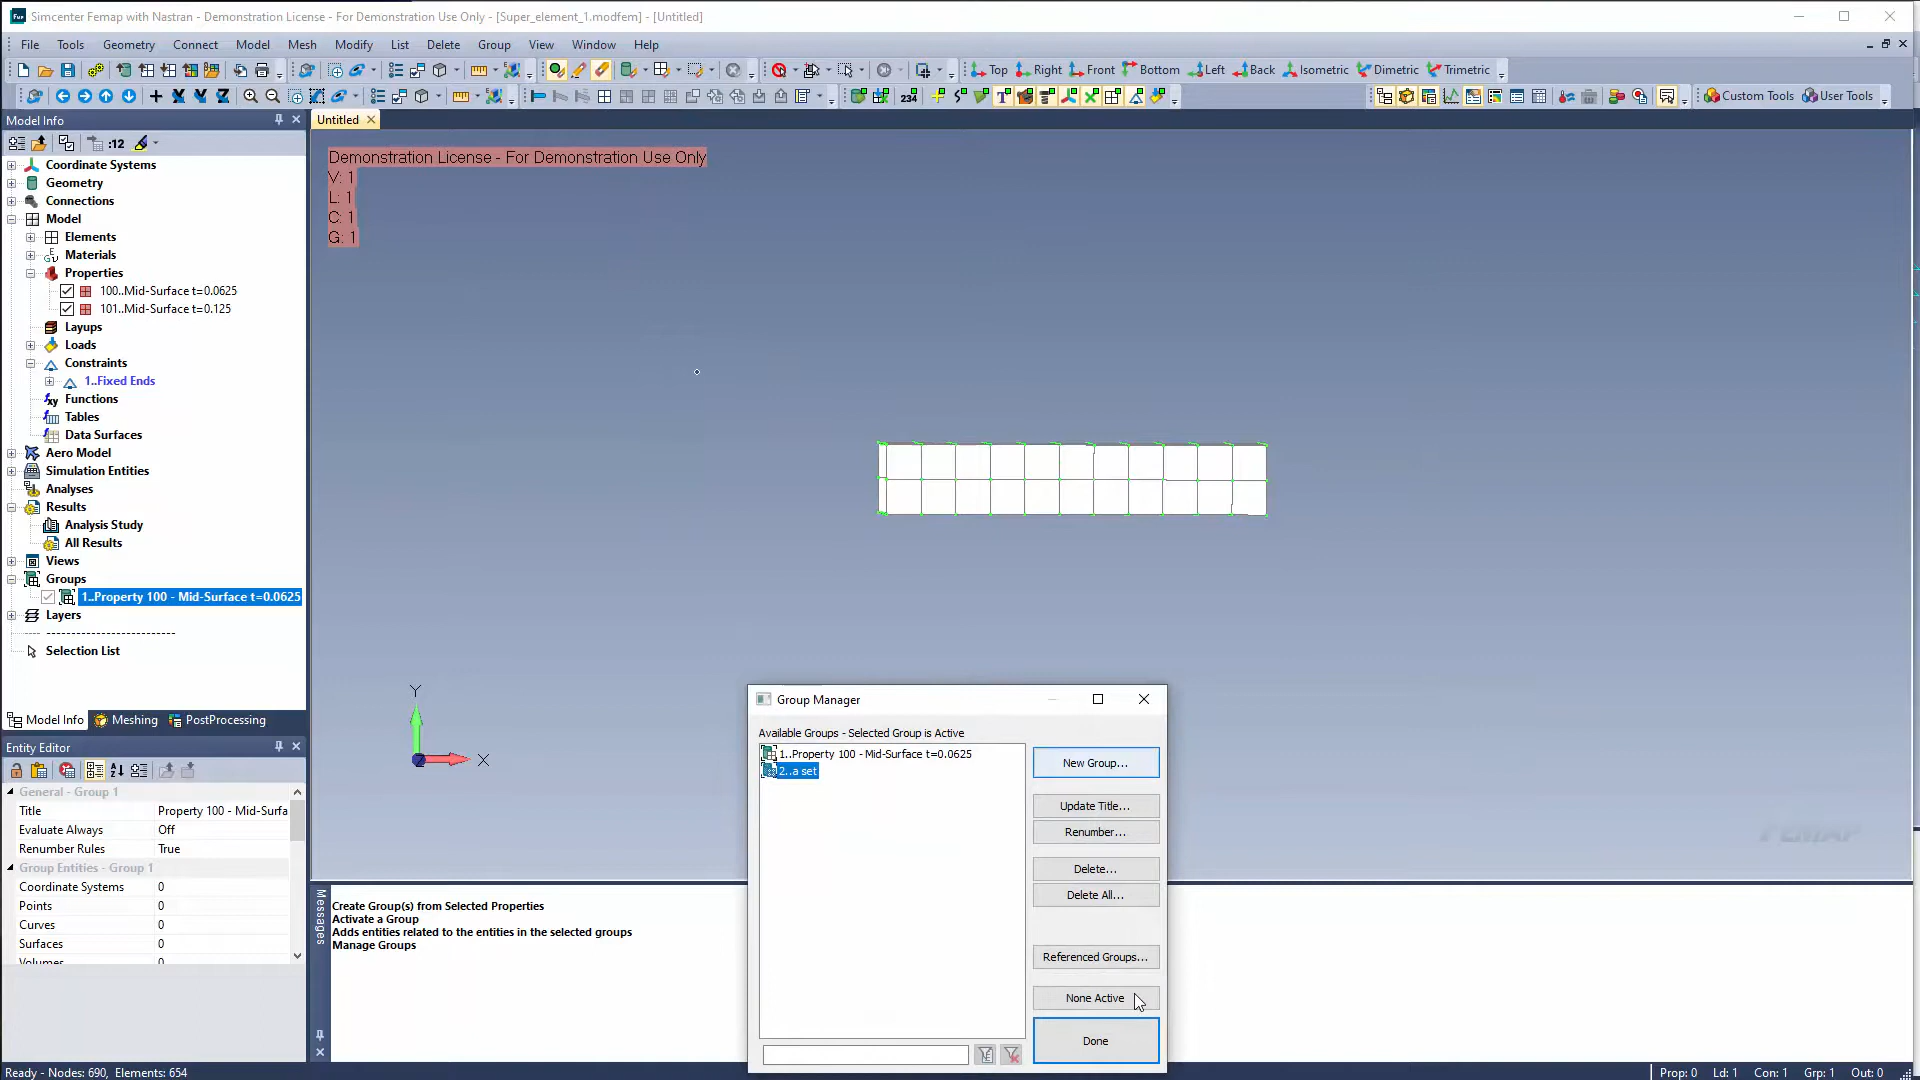 Simcenter Femap with Nastran - Demonstration License - For Demonstration Use Only - [Super_element_1.modfem] - [Untitled]
File Tools Geometry Connect Model Mesh Modify List Delete Group View Window Help
Top Right Front Bottom Left Back Isometric Dimetric Trimetric
234 Custom Tools User Tools
Model Info
Untitled
:12
Coordinate Systems
Geometry
Connections
Model
Elements
Materials
Properties
100..Mid-Surface t=0.0625
101..Mid-Surface t=0.125
Layups
Loads
Constraints
1..Fixed Ends
Functions
Tables
Data Surfaces
Aero Model
Simulation Entities
Analyses
Results
Analysis Study
All Results
Views
Groups
1..Property 100 - Mid-Surface t=0.0625
Layers
Selection List
Model Info Meshing PostProcessing
Demonstration License - For Demonstration Use Only
V: 1
L: 1
C: 1
G: 1
Y
X
FEMAP
Entity Editor
General - Group 1
Title Property 100 - Mid-Surfa
Evaluate Always Off
Renumber Rules True
Group Entities - Group 1
Coordinate Systems 0
Points 0
Curves 0
Surfaces 0
Volumes 0
Messages
Create Group(s) from Selected Properties
Activate a Group
Adds entities related to the entities in the selected groups
Manage Groups
Group Manager
Available Groups - Selected Group is Active
1..Property 100 - Mid-Surface t=0.0625
2..a set
New Group...
Update Title...
Renumber...
Delete...
Delete All...
Referenced Groups...
None Active
Done
Ready - Nodes: 690, Elements: 654
Prop: 0 Ld: 1 Con: 1 Grp: 1 Out: 0